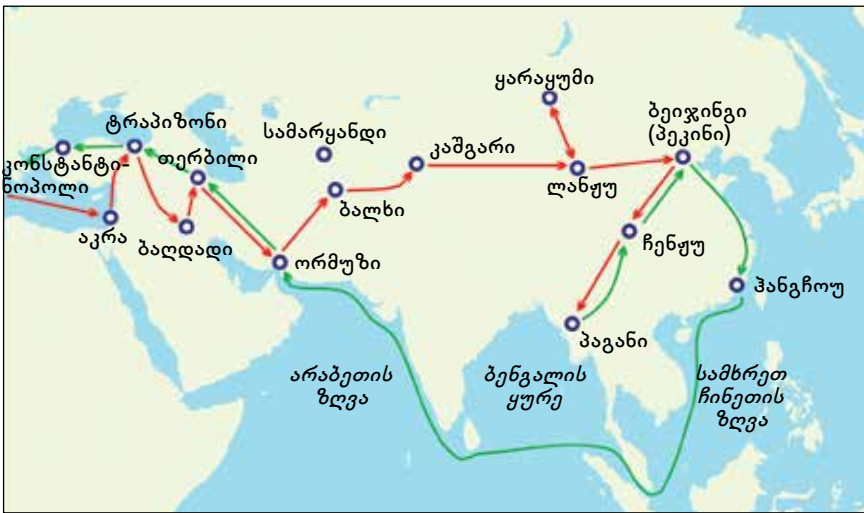 ყარაყუმი
ბეიჯინგი
(პეკინი)
ტრაპიზონი
სამარყანდი
თერბილი
კაშგარი
კონსტანტი-
ნოპოლი
ლანჟუ
ბალხი
აკრა
ბაღდადი
ჩენჟუ
ორმუზი
ჰანგჩოუ
პაგანი
არაბეთის
ზღვა
ბენგალის
ყურე
სამხრეთ
ჩინეთის
ზღვა